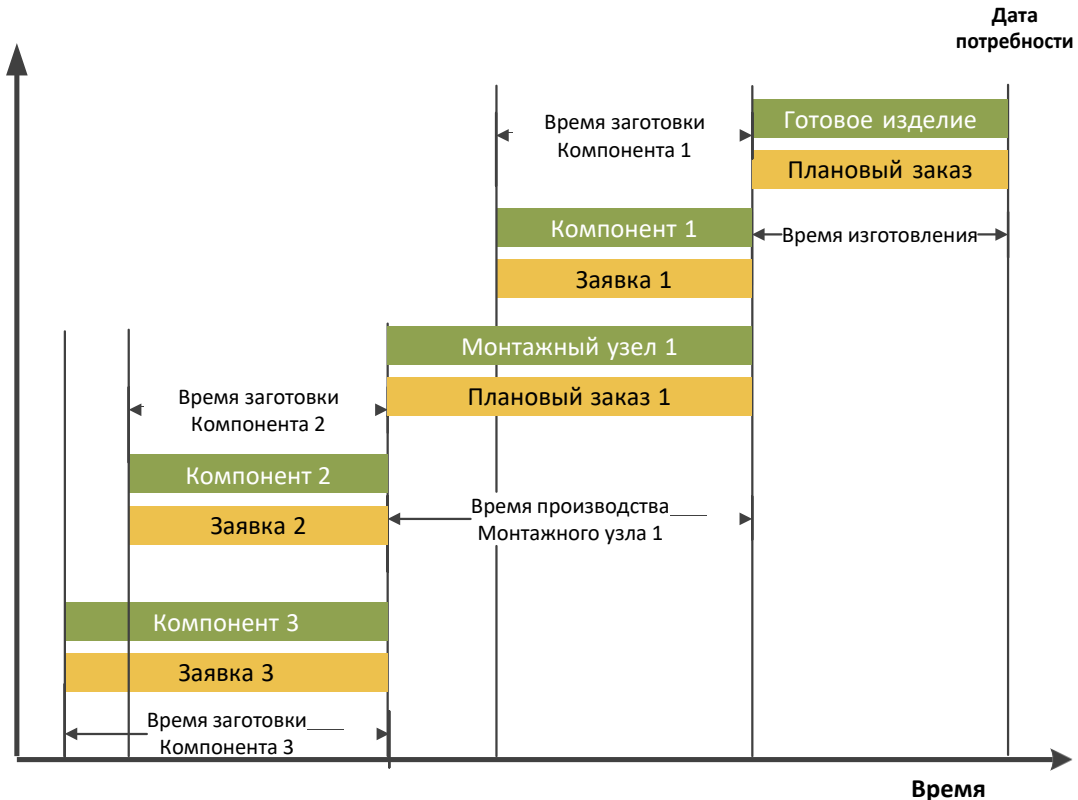 Дата
потребности
Готовое изделие
Время заготовки
Компонента 1
Плановый заказ
Компонент 1
Время изготовления
Заявка 1
Монтажный узел 1
Плановый заказ 1
Время заготовки
Компонента 2
Компонент 2
Время производства
Монтажного узла 1
Заявка 2
Компонент 3
Заявка 3
Время заготовки
Компонента 3
Время